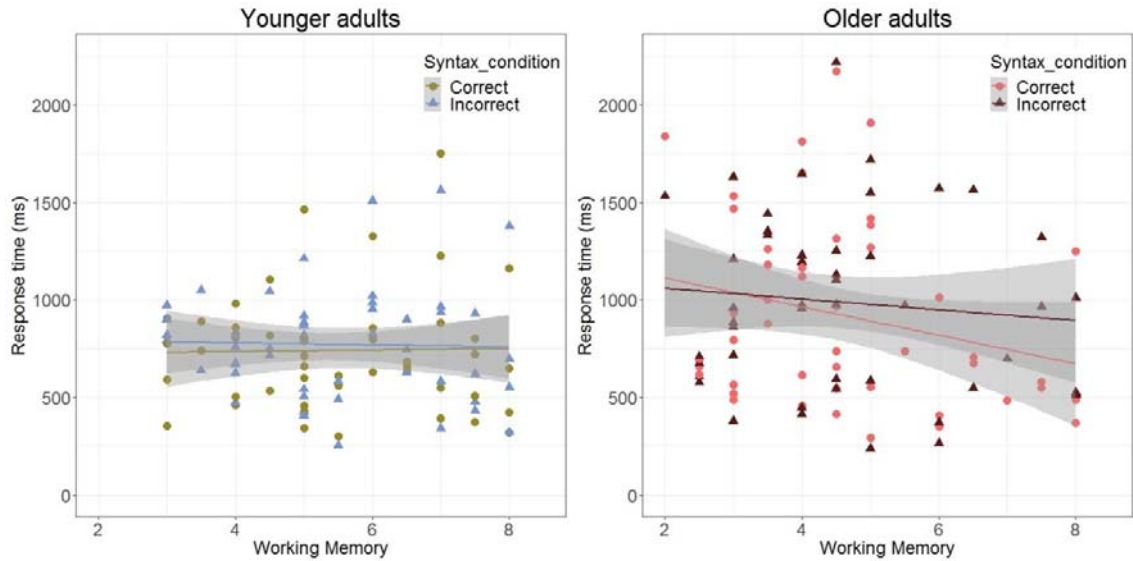 Younger adults
Syntax_condition
Correct
Incorrect
Response time (ms)
2000
1500
1000
500
0
2 4 6 8
Working Memory
Older adults
Syntax_condition
Correct
Incorrect
Response time (ms)
2000
1500
1000
500
0
2 4 6 8
Working Memory